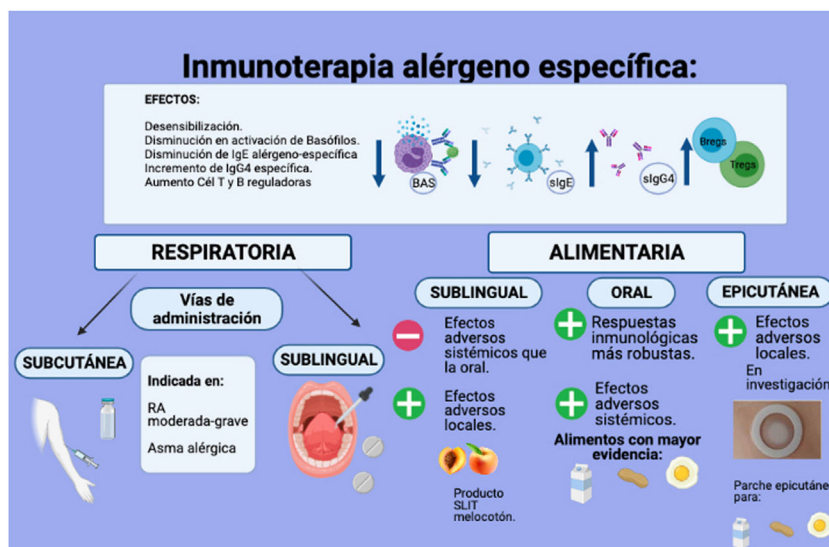 Inmunoterapia alérgeno específica:
EFECTOS:
Desensibilización.
Disminución en activación de Basófilos.
Disminución de IgE alérgeno-específica
Incremento de IgG4 específica.
Aumento Cél T y B reguladoras
BAS
sIgE
sIgG4
Bregs
Tregs
RESPIRATORIA
Vías de
administración
SUBCUTÁNEA
Indicada en:
RA
moderada-grave
Asma alérgica
SUBLINGUAL
ALIMENTARIA
SUBLINGUAL
Efectos
adversos
sistémicos que
la oral.
Efectos
adversos
locales.
Producto
SLIT
melocotón.
ORAL
Respuestas
inmunológicas
más robustas.
Efectos
adversos
sistémicos.
Alimentos con mayor
evidencia:
EPICUTÁNEA
Efectos
adversos
locales.
En
investigación
Parche epicutáne
para: